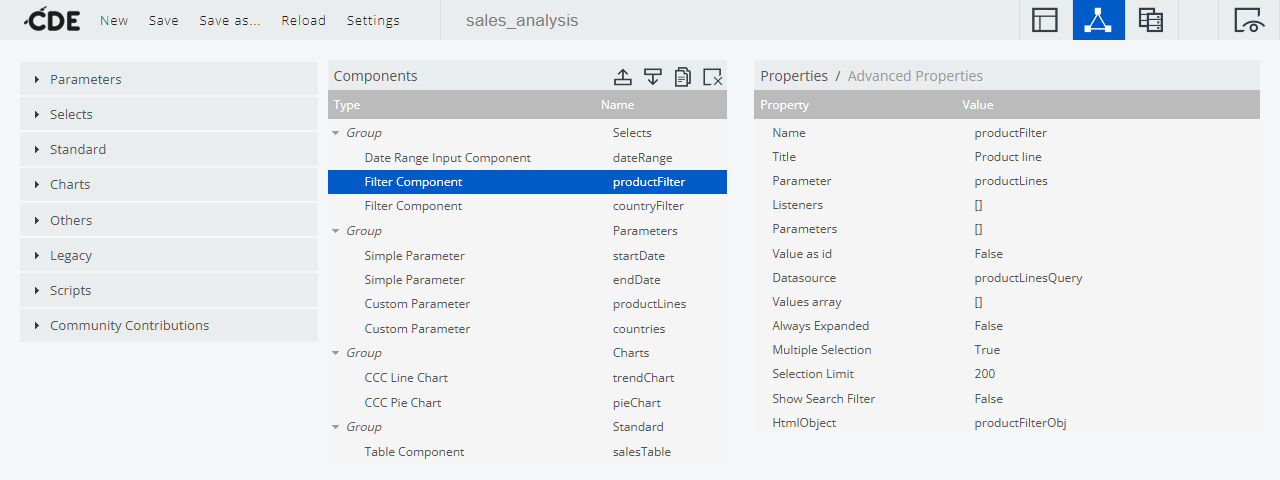 CDE New Save Save as... Reload Settings sales_analysis
Parameters
Selects
Standard
Charts
Others
Legacy
Scripts
Community Contributions
Components
Type Name
Group Selects
Date Range Input Component dateRange
Filter Component productFilter
Filter Component countryFilter
Group Parameters
Simple Parameter startDate
Simple Parameter endDate
Custom Parameter productLines
Custom Parameter countries
Group Charts
CCC Line Chart trendChart
CCC Pie Chart pieChart
Group Standard
Table Component salesTable
Properties / Advanced Properties
Property Value
Name productFilter
Title Product line
Parameter productLines
Listeners []
Parameters []
Value as id False
Datasource productLinesQuery
Values array []
Always Expanded False
Multiple Selection True
Selection Limit 200
Show Search Filter False
HtmlObject productFilterObj